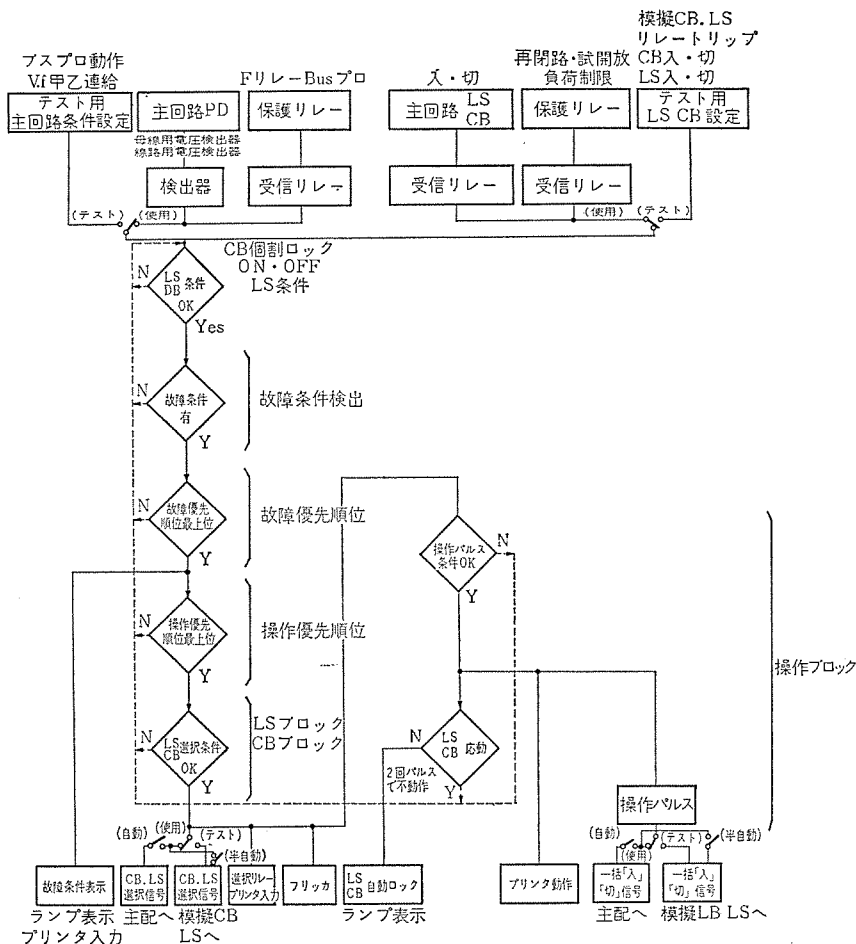 ブスプロ動作
V.f甲乙連給
テスト用
主回路条件設定
主回路PD
母線用電圧検出器
線路用電圧検出器
検出器
FリレーBusプロ
保護リレー
受信リレー
入・切
主回路 LS
CB
受信リレー
再閉路・試開放
負荷制限
保護リレー
受信リレー
模擬CB.LS
リレートリップ
CB入・切
LS入・切
テスト用
LS CB 設定
(テスト)
(使用)
(使用)
(テスト)
CB個割ロック
ON・OFF
LS条件
N
LS
DB 条件
OK
Yes
N
故障条件
有
Y
故障条件検出
N
故障優先
順位最上位
Y
故障優先順位
N
操作優先
順位最上位
Y
操作優先順位
N
LS
CB 選択条件
OK
Y
LSブロック
CBブロック
操作パルス
条件OK
N
Y
N
LS
CB 応動
2回パルス
で不動作
Y
操作ブロック
操作パルス
(自動)
(使用)
(テスト)
(半自動)
(自動)
(使用)
(テスト)
(半自動)
故障条件表示
ランプ表示
プリンタ入力
CB.LS
選択信号
主配へ
CB.LS
選択信号
模擬CB
LSへ
選択リレー
プリンタ入力
フリッカ
LS
CB 自動ロック
ランプ表示
プリンタ動作
一括「入」
「切」信号
主配へ
一括「入」
「切」信号
模擬LB LSへ